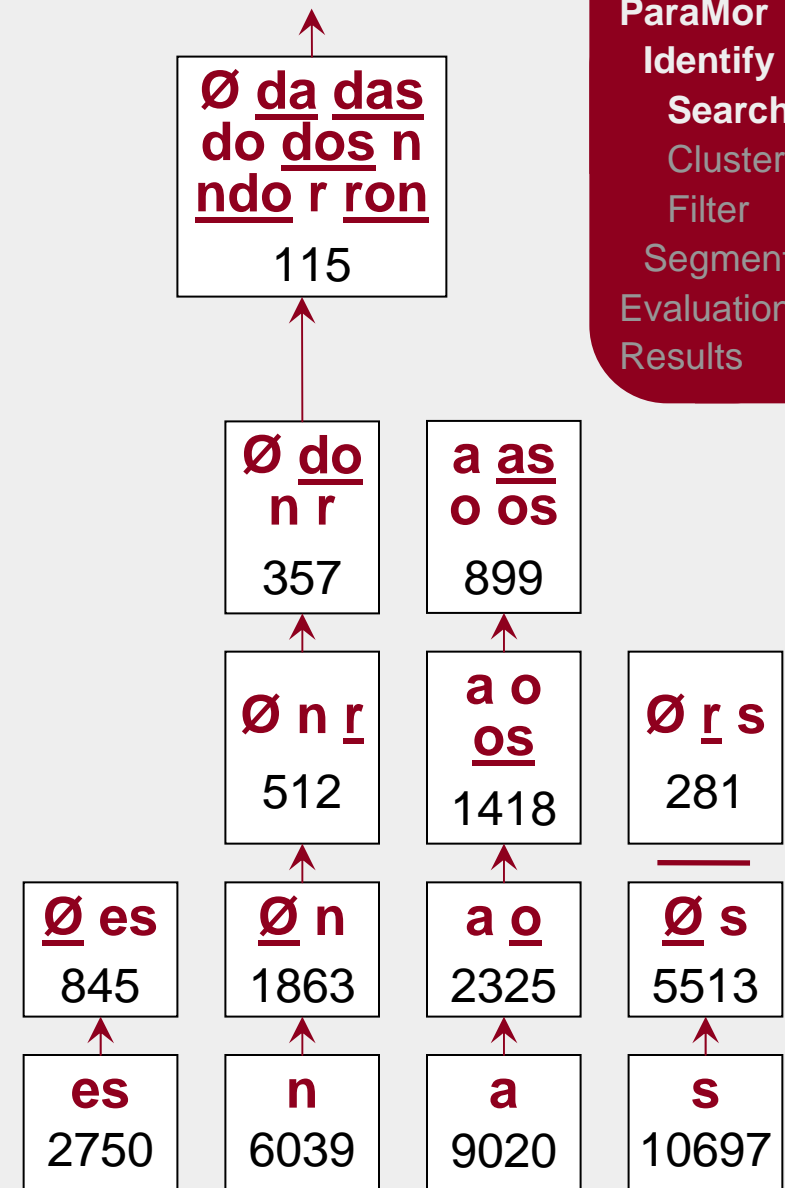 ParaMor
Identify
Search
Cluster
Filter
Segment
Evaluation
Results
Ø da das
do dos n
ndo r ron
115
Ø do
n r
357
a as
o os
899
Ø n r
512
a o
os
1418
Ø r s
281
Ø es
845
Ø n
1863
a o
2325
Ø s
5513
es
2750
n
6039
a
9020
s
10697